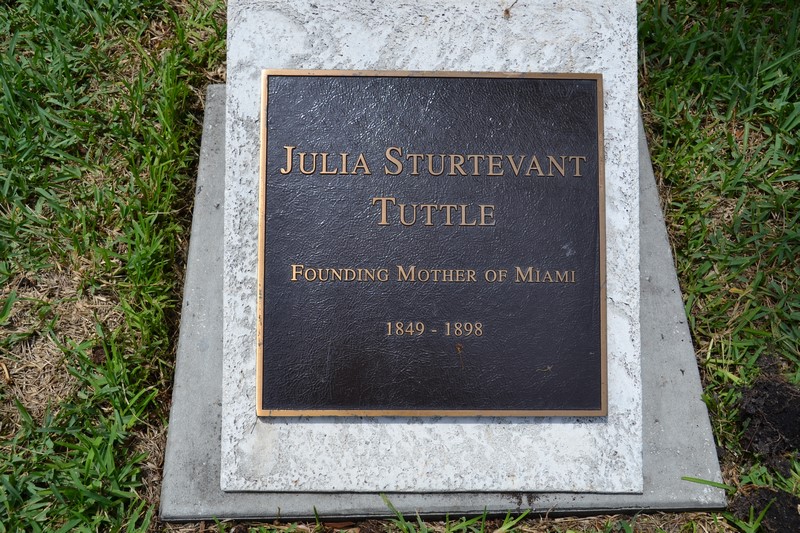 JULIA STURTEVANT
TUTTLE
FOUNDING MOTHER OF MIAMI
1849 - 1898